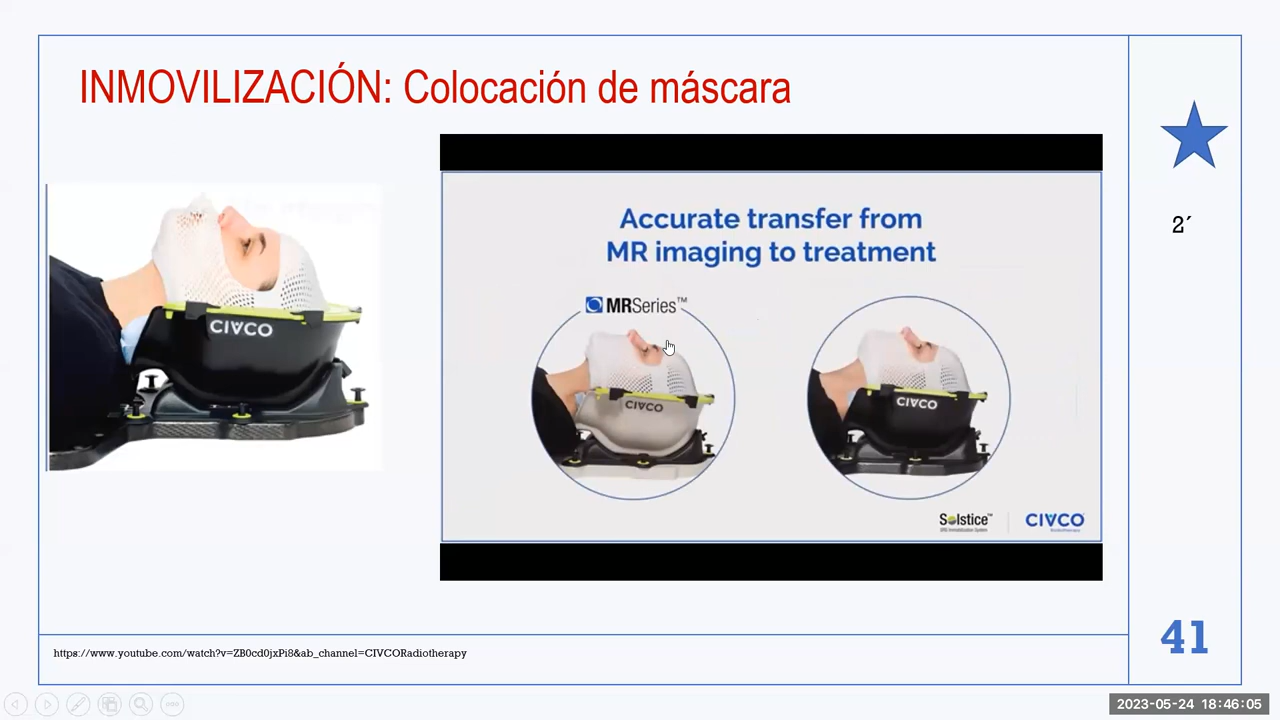 INMOVILIZACIÓN: Colocación de máscara
CIVCO
Accurate transfer from
MR imaging to treatment
MRSeries™
CIVCO
CIVCO
Solstice™
CIVCO
2´
41
https://www.youtube.com/watch?v=ZB0cd0jxPi8&ab_channel=CIVCORadiotherapy
2023-05-24 18:46:05